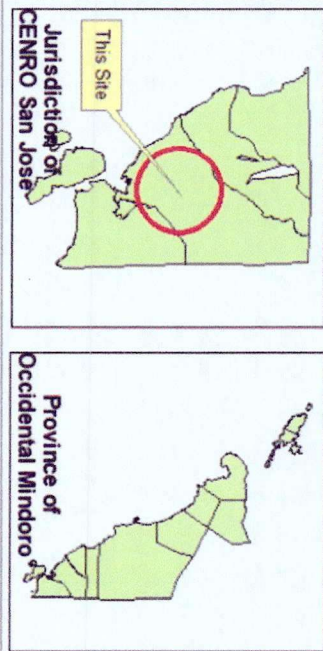 This Site
Jurisdiction of
CENRO San Jose
Province of
Occidental Mindoro